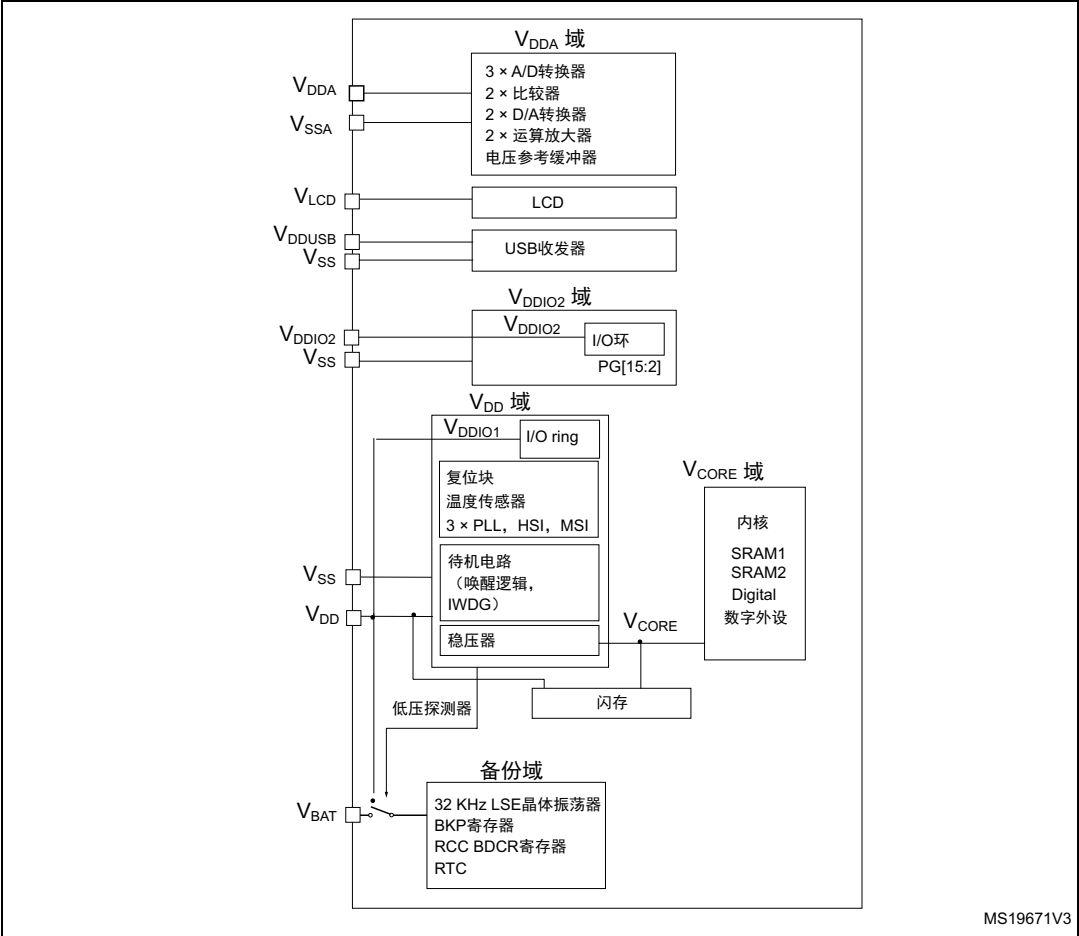 VDDA 域
VDDA
VSSA
3 × A/D转换器
2 × 比较器
2 × D/A转换器
2 × 运算放大器
电压参考缓冲器
VLCD
LCD
VDDUSB
VSS
USB收发器
VDDIO2 域
VDDIO2
VSS
VDDIO2
I/O环
PG[15:2]
VDD 域
VDDIO1
I/O ring
复位块
温度传感器
3 × PLL，HSI，MSI
待机电路
（唤醒逻辑，
IWDG）
稳压器
VSS
VDD
VCORE
VCORE 域
内核
SRAM1
SRAM2
Digital
数字外设
闪存
低压探测器
备份域
VBAT
32 KHz LSE晶体振荡器
BKP寄存器
RCC BDCR寄存器
RTC
MS19671V3